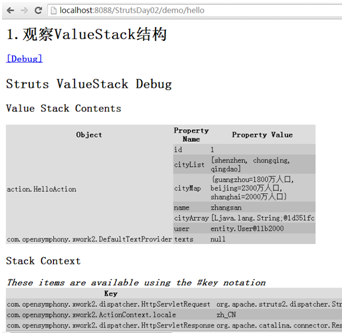 localhost:8088/StrutsDay02/demo/hello
1.观察ValueStack结构
[Debug]
Struts ValueStack Debug
Value Stack Contents
Object Property Name Property Value
action.HelloAction
id 1
cityList [shenzhen, chongqing, qingdao]
cityMap {guangzhou=1800万人口, beijing=2300万人口, shanghai=2000万人口}
name zhangsan
cityArray [Ljava.lang.String;@1d351fc
user entity.User@11b2000
com.opensymphony.xwork2.DefaultTextProvider texts null
Stack Context
These items are available using the #key notation
Key
com.opensymphony.xwork2.dispatcher.HttpServletRequest org.apache.struts2.dispatcher.Str
com.opensymphony.xwork2.ActionContext.locale zh_CN
com.opensymphony.xwork2.dispatcher.HttpServletResponse org.apache.catalina.connector.Res